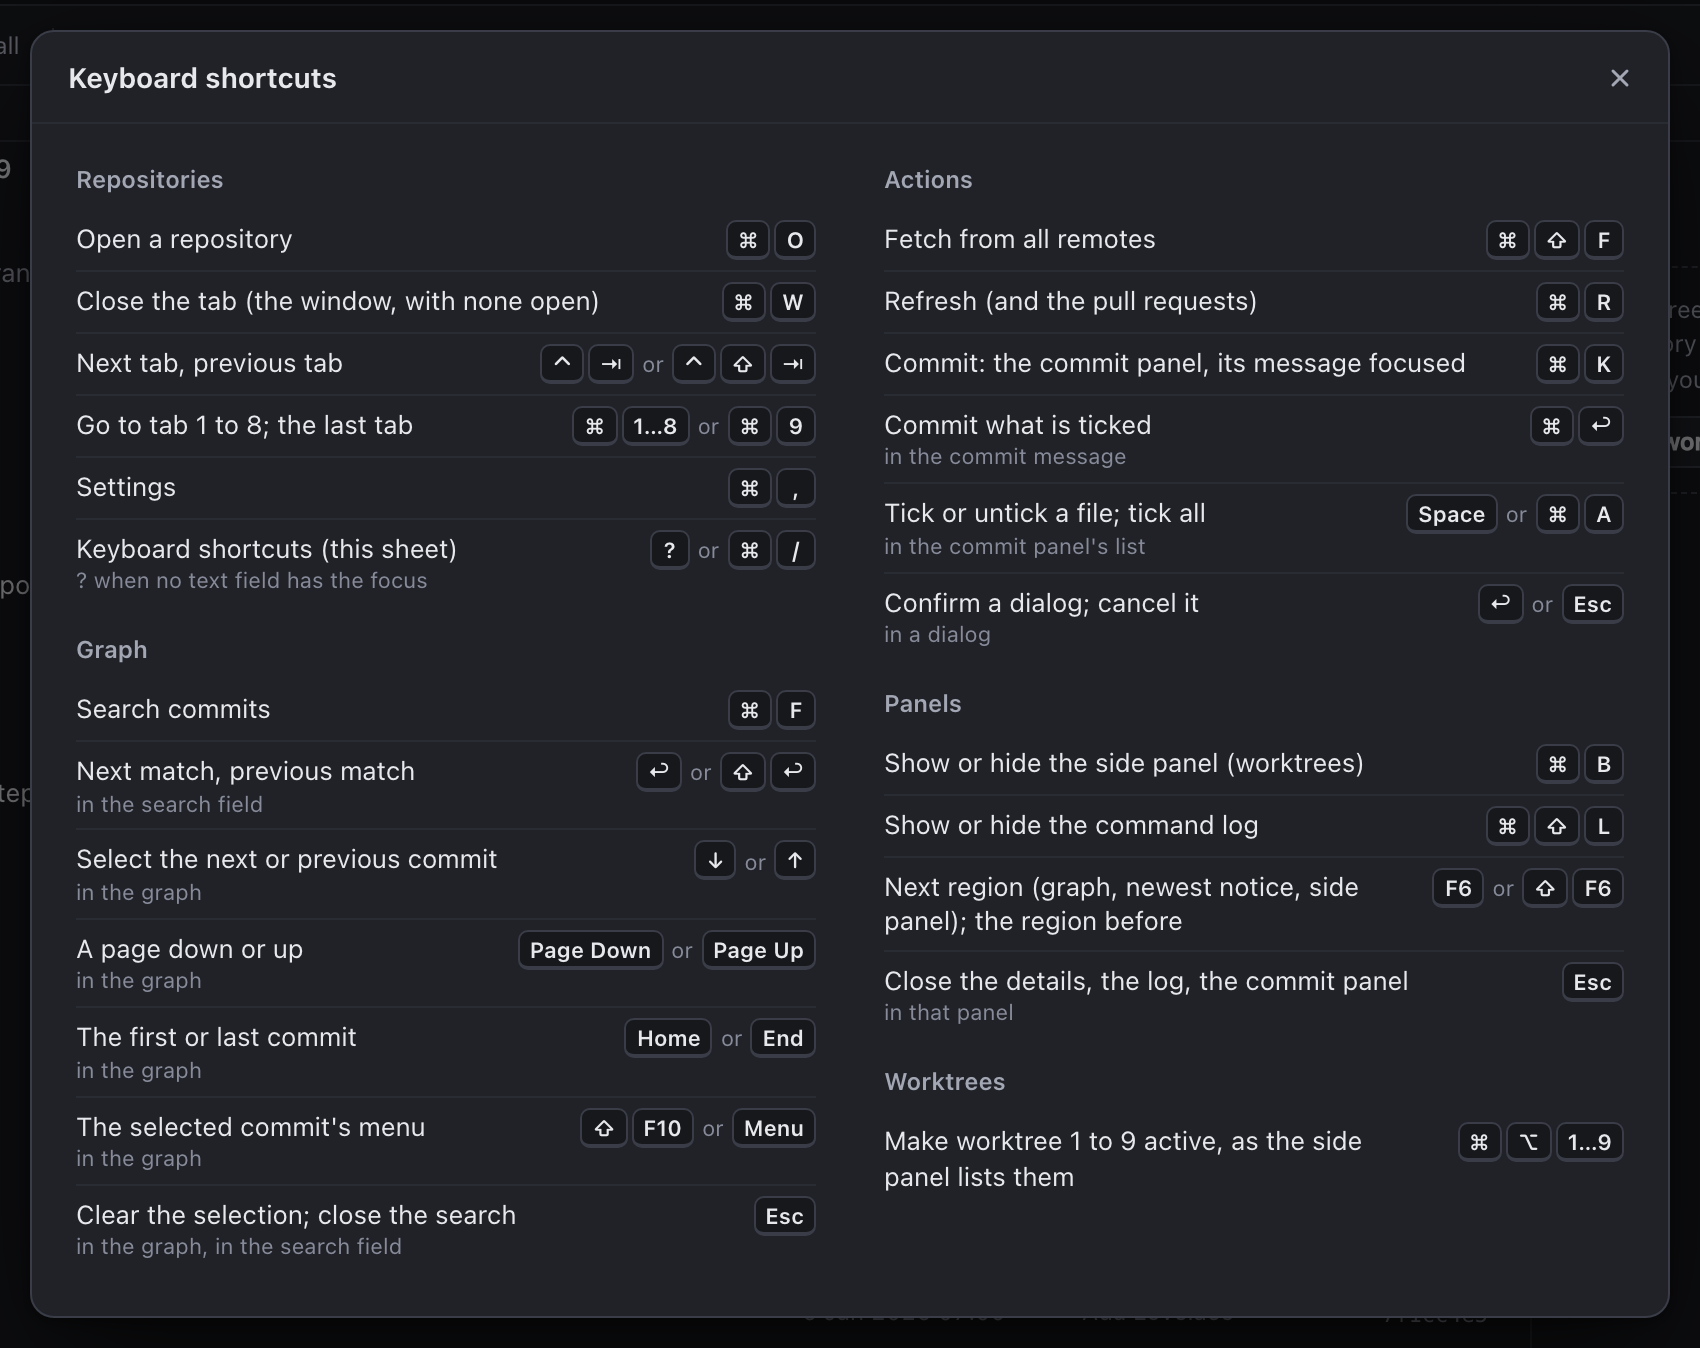 Keyboard shortcuts
Repositories
Open a repository ⌘ O
Close the tab (the window, with none open) ⌘ W
Next tab, previous tab ^ ⇥ or ^ ⇧ ⇥
Go to tab 1 to 8; the last tab ⌘ 1...8 or ⌘ 9
Settings ⌘ ,
Keyboard shortcuts (this sheet) ? or ⌘ /
? when no text field has the focus
Graph
Search commits ⌘ F
Next match, previous match ↩ or ⇧ ↩
in the search field
Select the next or previous commit ↓ or ↑
in the graph
A page down or up Page Down or Page Up
in the graph
The first or last commit Home or End
in the graph
The selected commit's menu ⇧ F10 or Menu
in the graph
Clear the selection; close the search Esc
in the graph, in the search field
Actions
Fetch from all remotes ⌘ ⇧ F
Refresh (and the pull requests) ⌘ R
Commit: the commit panel, its message focused ⌘ K
Commit what is ticked ⌘ ↩
in the commit message
Tick or untick a file; tick all Space or ⌘ A
in the commit panel's list
Confirm a dialog; cancel it ↩ or Esc
in a dialog
Panels
Show or hide the side panel (worktrees) ⌘ B
Show or hide the command log ⌘ ⇧ L
Next region (graph, newest notice, side F6 or ⇧ F6
panel); the region before
Close the details, the log, the commit panel Esc
in that panel
Worktrees
Make worktree 1 to 9 active, as the side ⌘ ⌥ 1...9
panel lists them